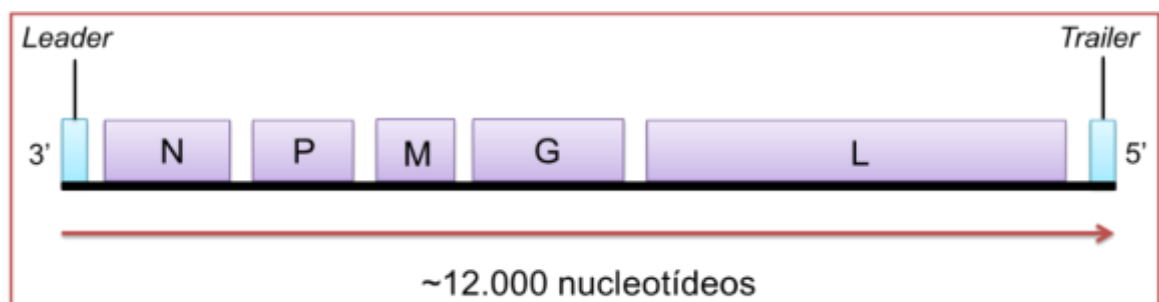 Leader
Trailer
3’ N P M G L 5’
~12.000 nucleotídeos